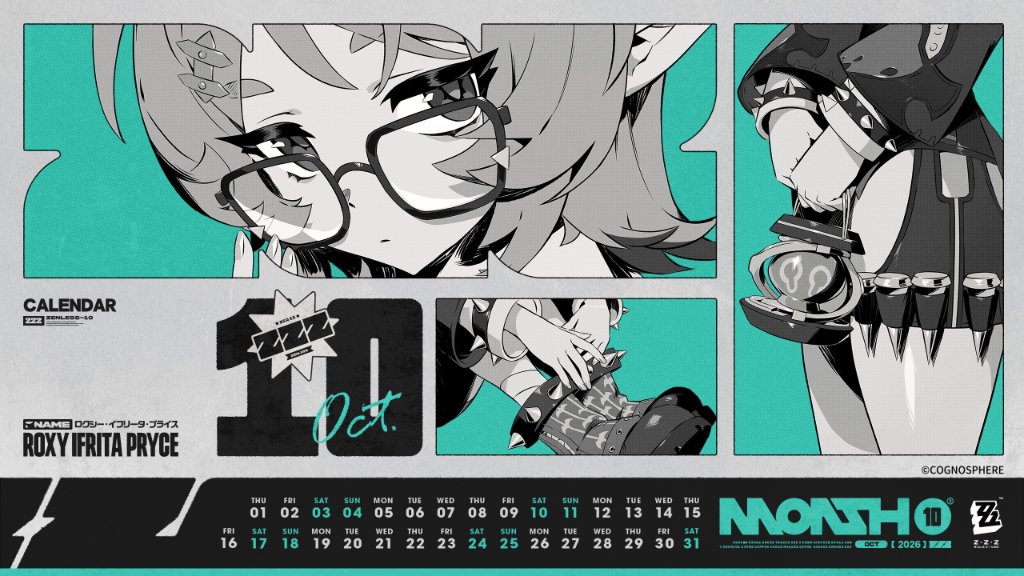 CALENDAR
ZZZ ZENLESS-10
ZZZ
10
Oct.
NAME ロクシー・イフリータ・プライス
ROXY IFRITA PRYCE
©COGNOSPHERE
THU FRI SAT SUN MON TUE WED THU FRI SAT SUN MON TUE WED THU
01 02 03 04 05 06 07 08 09 10 11 12 13 14 15
FRI SAT SUN MON TUE WED THU FRI SAT SUN MON TUE WED THU FRI SAT
16 17 18 19 20 21 22 23 24 25 26 27 28 29 30 31
MONTH 10
OCT [ 2026 ]
Z·Z·Z